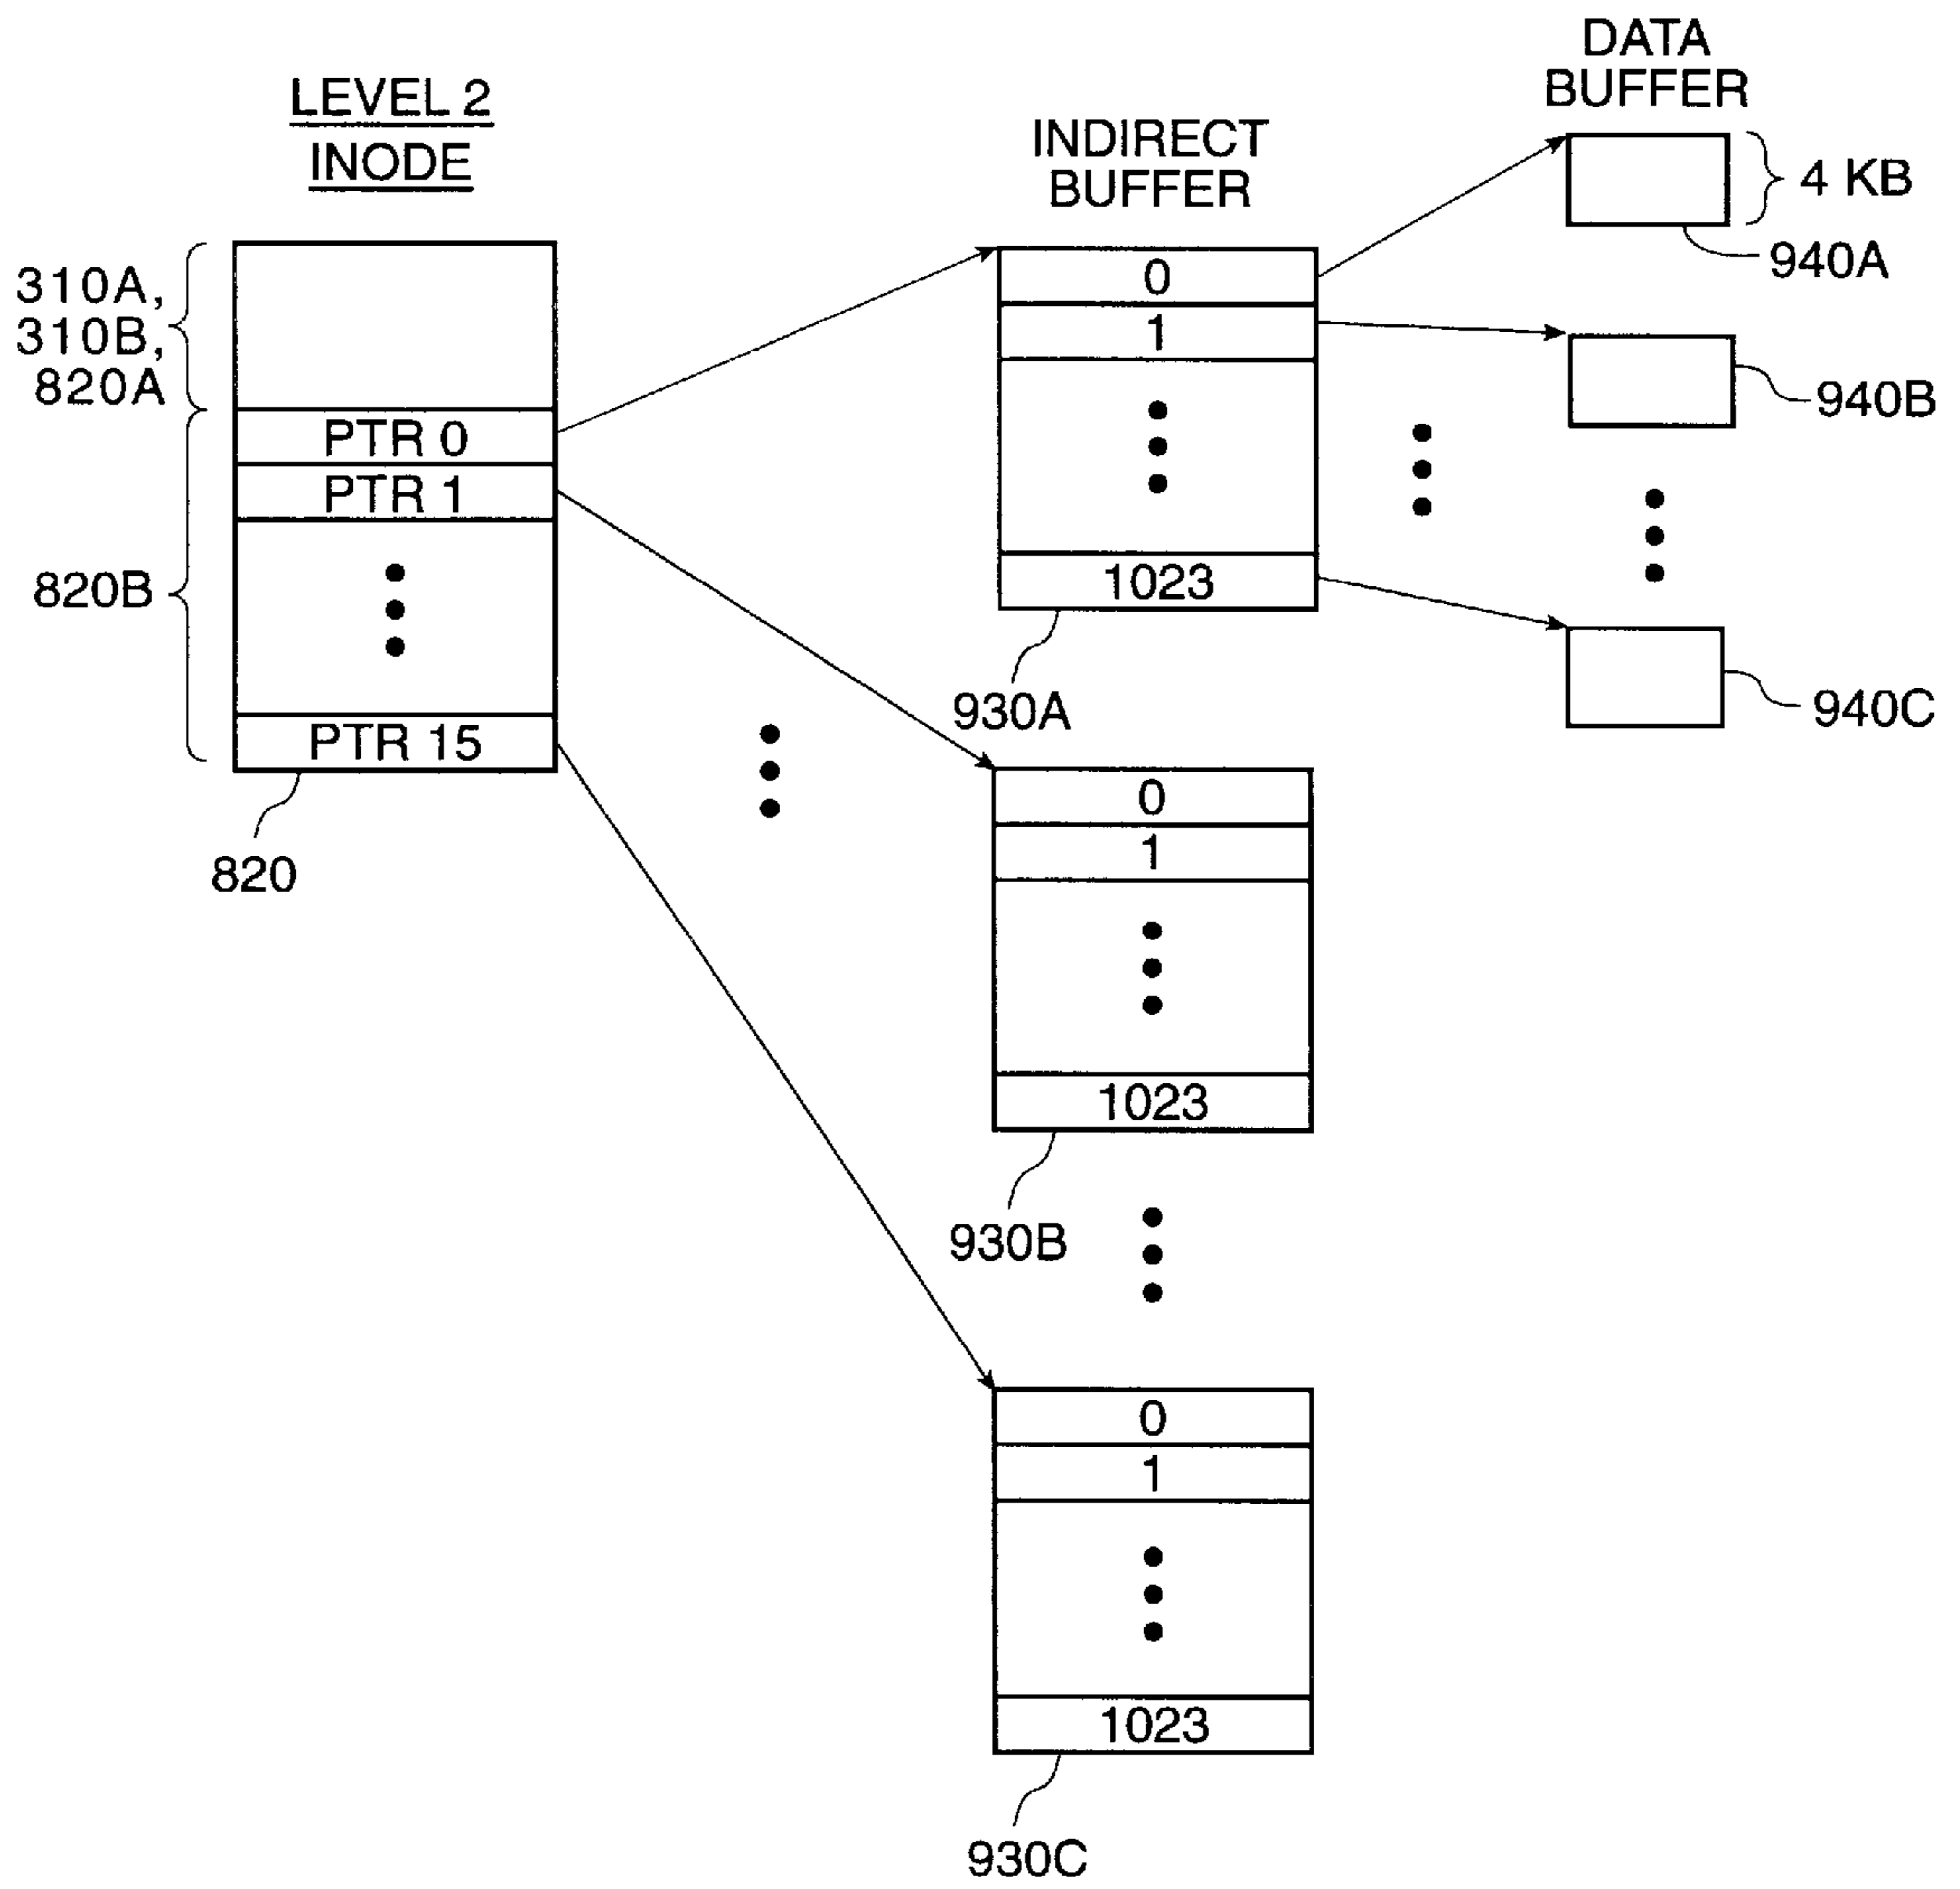 LEVEL 2
INODE
310A,
310B,
820A
820B
PTR 0
PTR 1
PTR 15
820
INDIRECT
BUFFER
0
1
1023
930A
0
1
1023
930B
0
1
1023
930C
DATA
BUFFER
4 KB
940A
940B
940C